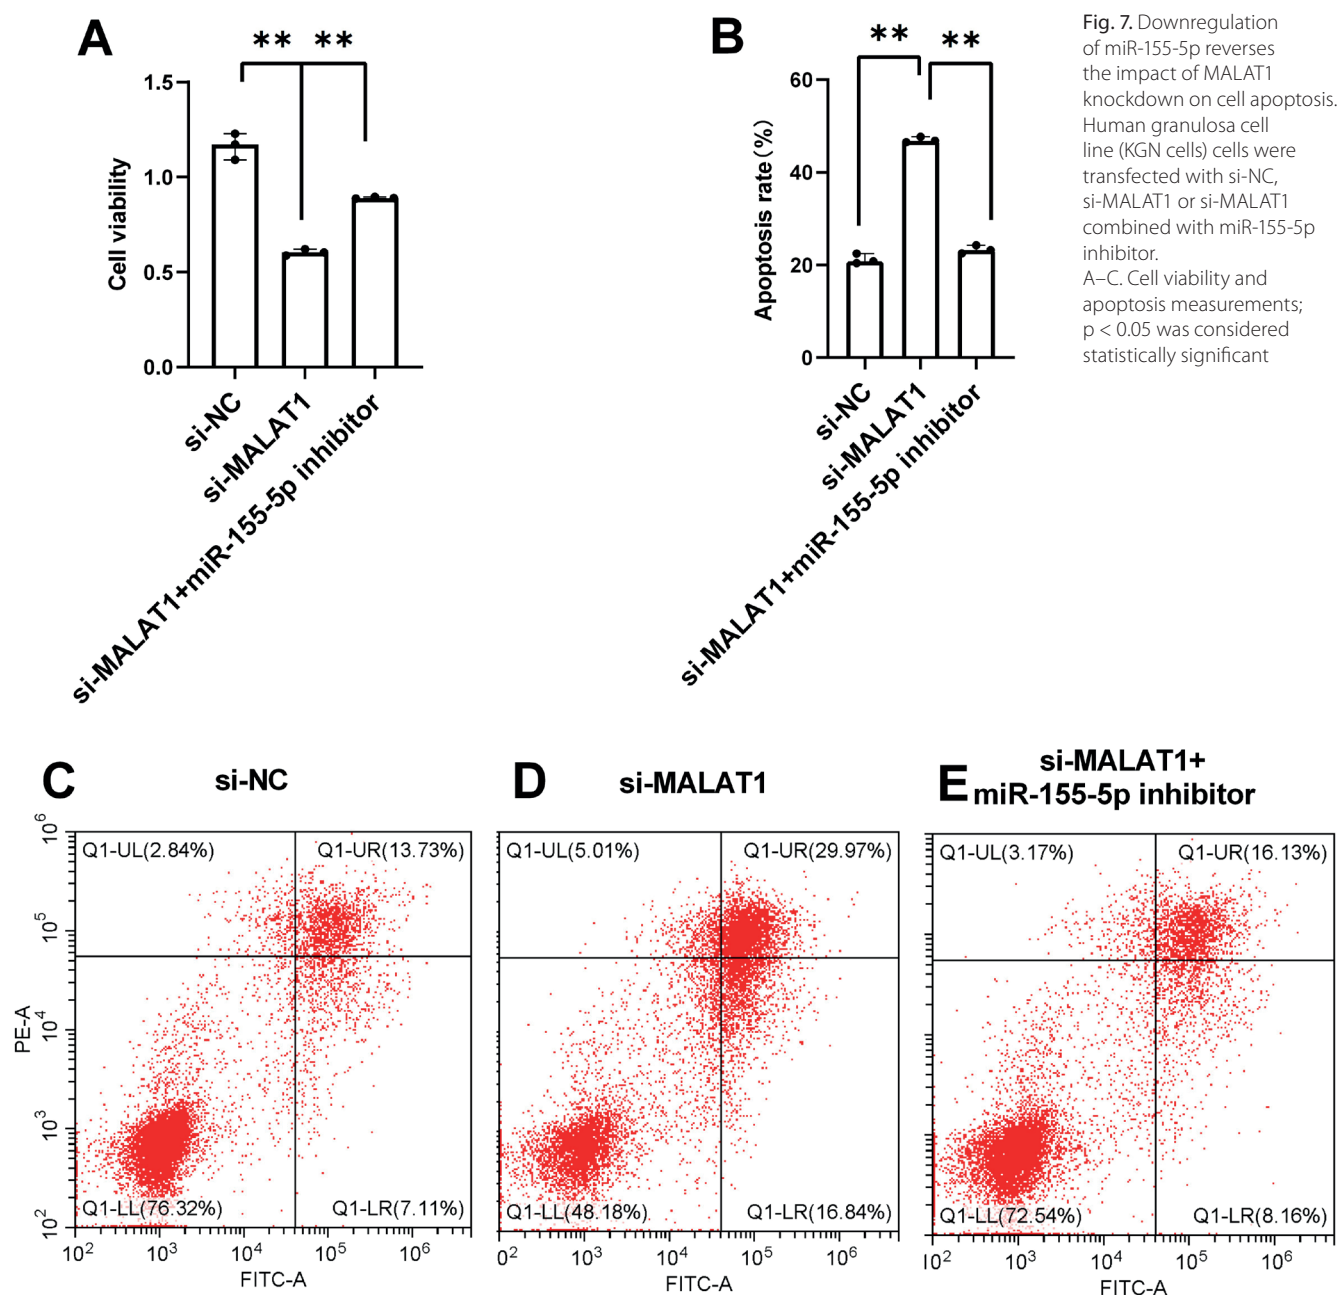 A
** **
1.5
1.0
0.5
0.0
Cell viability
si-NC
si-MALAT1
si-MALAT1+miR-155-5p inhibitor
B
** **
60
40
20
0
Apoptosis rate(%)
si-NC
si-MALAT1
si-MALAT1+miR-155-5p inhibitor
Fig. 7. Downregulation
of miR-155-5p reverses
the impact of MALAT1
knockdown on cell apoptosis.
Human granulosa cell
line (KGN cells) cells were
transfected with si-NC,
si-MALAT1 or si-MALAT1
combined with miR-155-5p
inhibitor.
A–C. Cell viability and
apoptosis measurements;
p < 0.05 was considered
statistically significant
C
si-NC
Q1-UL(2.84%)
Q1-UR(13.73%)
Q1-LL(76.32%)
Q1-LR(7.11%)
PE-A
10^6
10^5
10^4
10^3
10^2
10^2 10^3 10^4 10^5 10^6
FITC-A
D
si-MALAT1
Q1-UL(5.01%)
Q1-UR(29.97%)
Q1-LL(48.18%)
Q1-LR(16.84%)
0^2 10^3 10^4 10^5 10^6
FITC-A
E
si-MALAT1+
miR-155-5p inhibitor
Q1-UL(3.17%)
Q1-UR(16.13%)
Q1-LL(72.54%)
Q1-LR(8.16%)
10^2 10^3 10^4 10^5 10^6
FITC-A